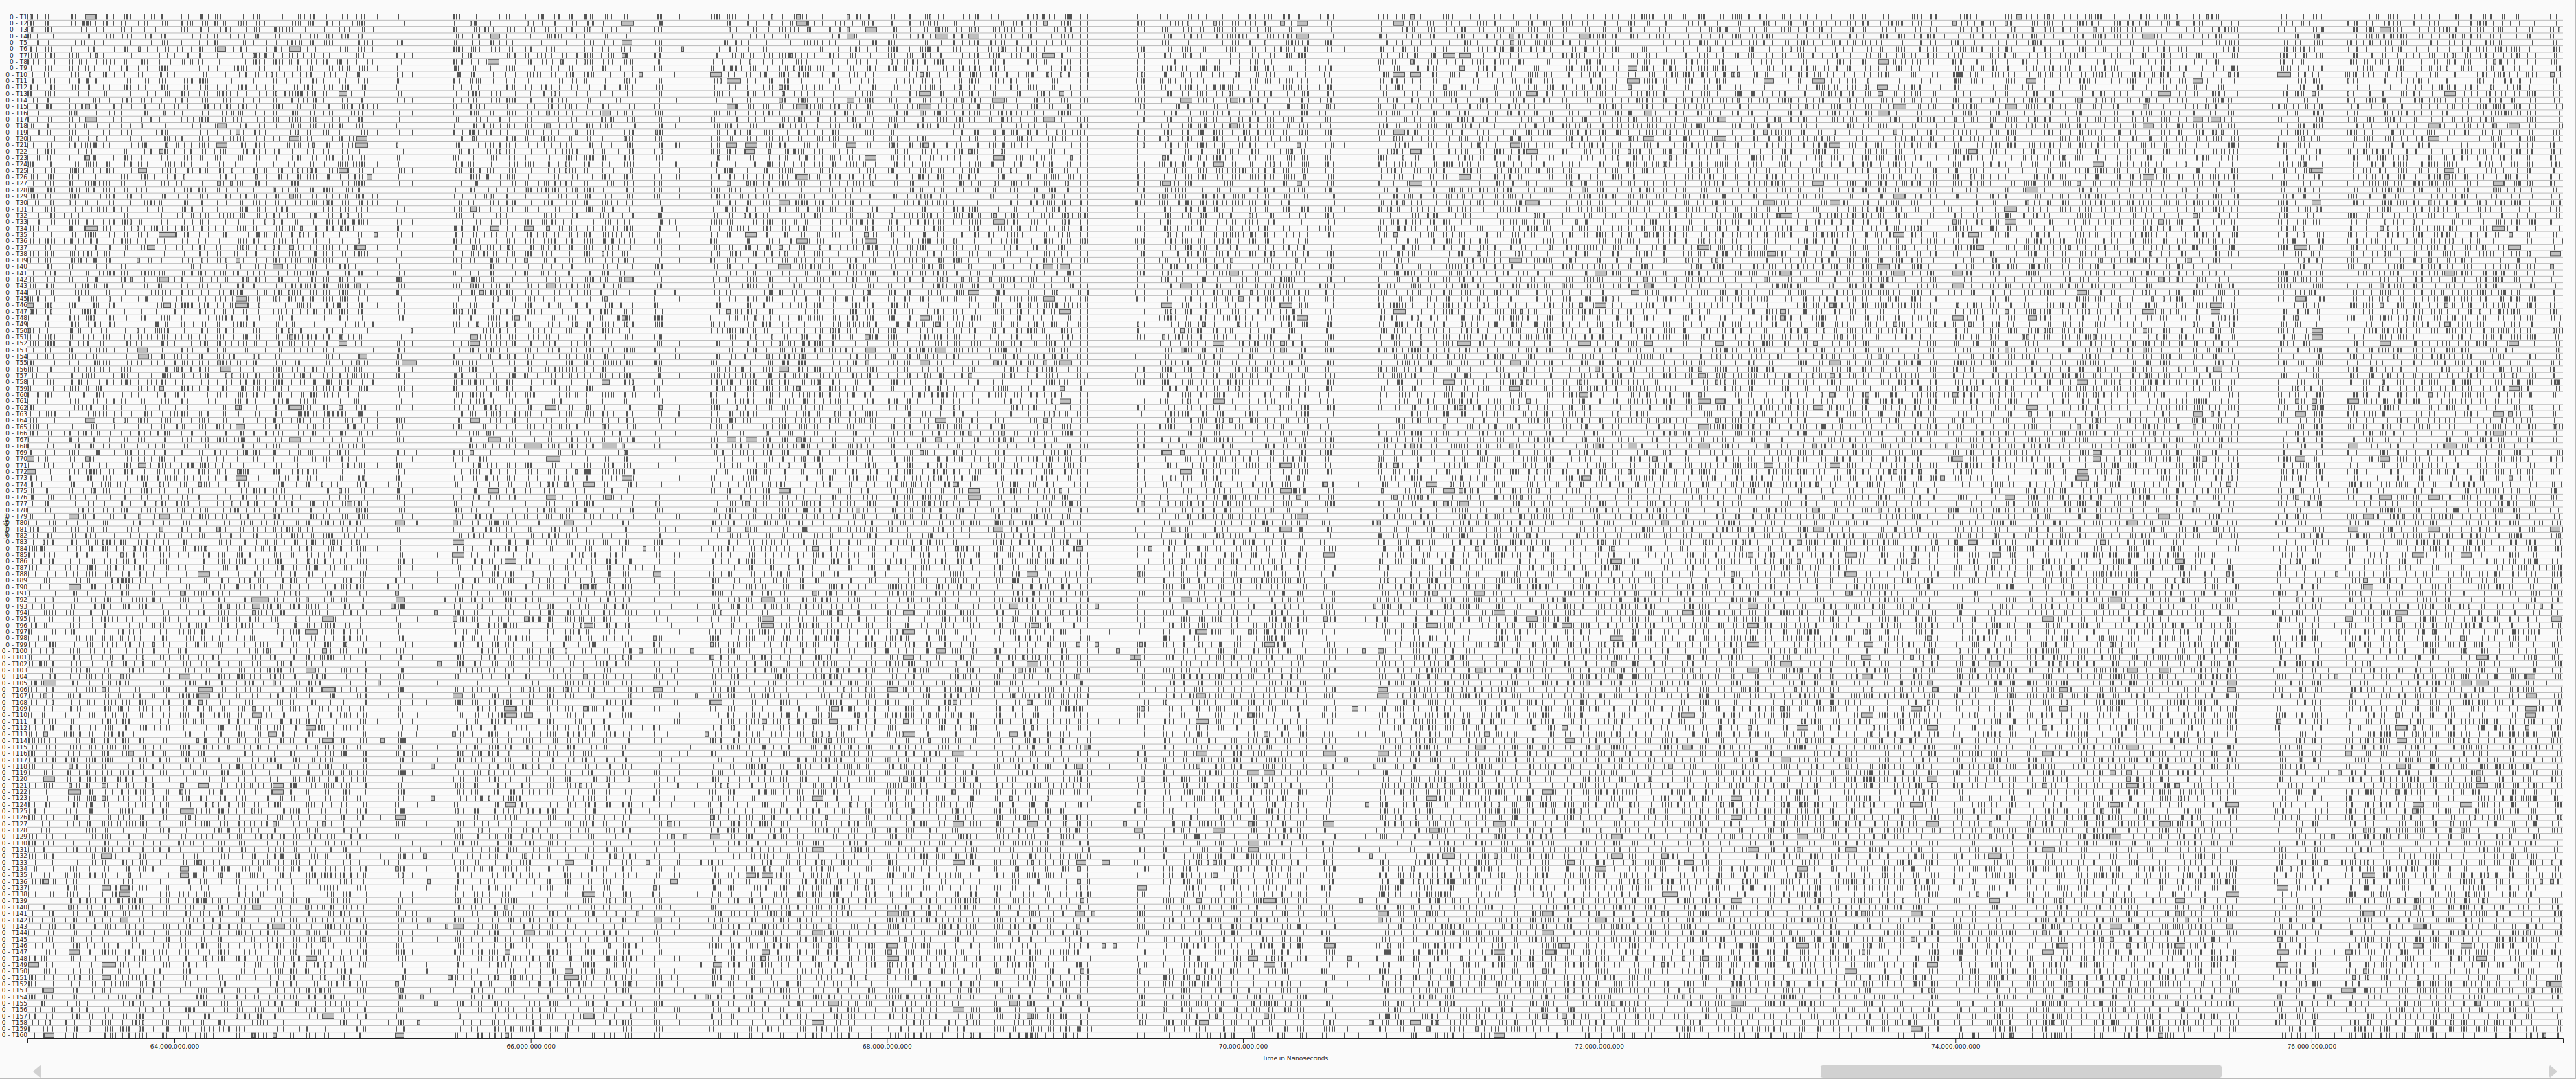 0 - T1
0 - T2
0 - T3
0 - T4
0 - T5
0 - T6
0 - T7
0 - T8
0 - T9
0 - T10
0 - T11
0 - T12
0 - T13
0 - T14
0 - T15
0 - T16
0 - T17
0 - T18
0 - T19
0 - T20
0 - T21
0 - T22
0 - T23
0 - T24
0 - T25
0 - T26
0 - T27
0 - T28
0 - T29
0 - T30
0 - T31
0 - T32
0 - T33
0 - T34
0 - T35
0 - T36
0 - T37
0 - T38
0 - T39
0 - T40
0 - T41
0 - T42
0 - T43
0 - T44
0 - T45
0 - T46
0 - T47
0 - T48
0 - T49
0 - T50
0 - T51
0 - T52
0 - T53
0 - T54
0 - T55
0 - T56
0 - T57
0 - T58
0 - T59
0 - T60
0 - T61
0 - T62
0 - T63
0 - T64
0 - T65
0 - T66
0 - T67
0 - T68
0 - T69
0 - T70
0 - T71
0 - T72
0 - T73
0 - T74
0 - T75
0 - T76
0 - T77
0 - T78
0 - T79
0 - T80
0 - T81
0 - T82
0 - T83
0 - T84
0 - T85
0 - T86
0 - T87
0 - T88
0 - T89
0 - T90
0 - T91
0 - T92
0 - T93
0 - T94
0 - T95
0 - T96
0 - T97
0 - T98
0 - T99
0 - T100
0 - T101
0 - T102
0 - T103
0 - T104
0 - T105
0 - T106
0 - T107
0 - T108
0 - T109
0 - T110
0 - T111
0 - T112
0 - T113
0 - T114
0 - T115
0 - T116
0 - T117
0 - T118
0 - T119
0 - T120
0 - T121
0 - T122
0 - T123
0 - T124
0 - T125
0 - T126
0 - T127
0 - T128
0 - T129
0 - T130
0 - T131
0 - T132
0 - T133
0 - T134
0 - T135
0 - T136
0 - T137
0 - T138
0 - T139
0 - T140
0 - T141
0 - T142
0 - T143
0 - T144
0 - T145
0 - T146
0 - T147
0 - T148
0 - T149
0 - T150
0 - T151
0 - T152
0 - T153
0 - T154
0 - T155
0 - T156
0 - T157
0 - T158
0 - T159
0 - T160
64,000,000,000 66,000,000,000 68,000,000,000 70,000,000,000 72,000,000,000 74,000,000,000 76,000,000,000
Time in Nanoseconds